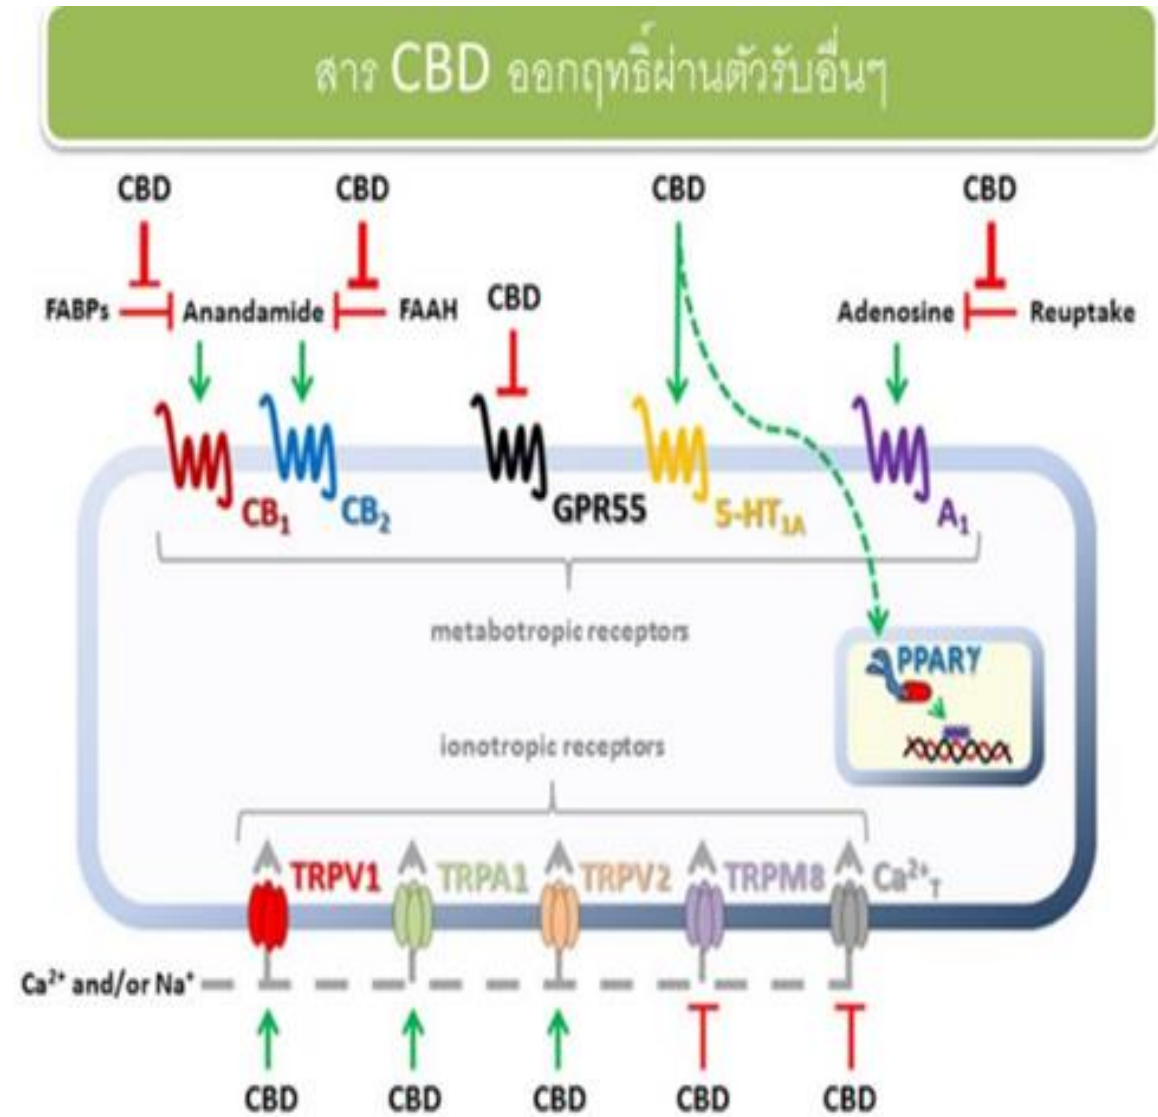 สาร CBD ออกฤทธิ์ผ่านตัวรับอื่นๆ
CBD CBD CBD CBD
FABPs Anandamide FAAH CBD Adenosine Reuptake
CB₁ CB₂ GPR55 5-HT₁A A₁
metabotropic receptors
PPARγ
ionotropic receptors
TRPV1 TRPA1 TRPV2 TRPM8 Ca²⁺T
Ca²⁺ and/or Na⁺
CBD CBD CBD CBD CBD